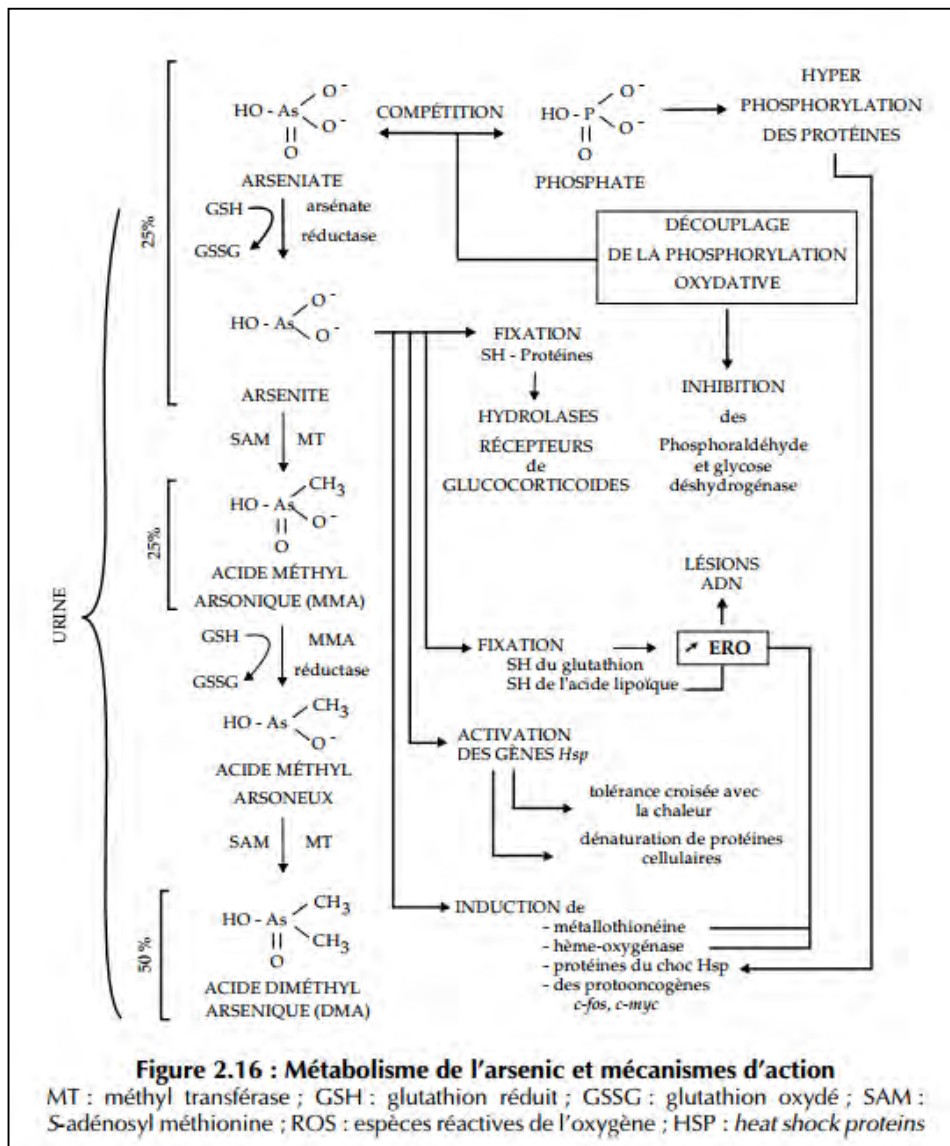 HO - As
O⁻
O⁻
O
ARSENIATE
COMPÉTITION
HO - P
O⁻
O⁻
O
PHOSPHATE
HYPER
PHOSPHORYLATION
DES PROTÉINES
GSH
GSSG
arsénate
réductase
25%
DÉCOUPLAGE
DE LA PHOSPHORYLATION
OXYDATIVE
HO - As
O⁻
O⁻
ARSENITE
FIXATION
SH - Protéines
HYDROLASES
RÉCEPTEURS
de
GLUCOCORTICOIDES
INHIBITION
des
Phosphoraldéhyde
et glycose
déshydrogénase
SAM
MT
HO - As
CH3
O⁻
O
25%
ACIDE MÉTHYL
ARSONIQUE (MMA)
URINE
GSH
GSSG
MMA
réductase
LÉSIONS
ADN
FIXATION
SH du glutathion
SH de l'acide lipoïque
↗ ERO
HO - As
CH3
O⁻
ACIDE MÉTHYL
ARSONEUX
ACTIVATION
DES GÈNES Hsp
tolérance croisée avec
la chaleur
dénaturation de protéines
cellulaires
SAM
MT
HO - As
CH3
CH3
O
50 %
ACIDE DIMÉTHYL
ARSENIQUE (DMA)
INDUCTION de
- métallothionéine
- hème-oxygénase
- protéines du choc Hsp
- des protooncogènes
c-fos, c-myc
Figure 2.16 : Métabolisme de l'arsenic et mécanismes d'action
MT : méthyl transférase ; GSH : glutathion réduit ; GSSG : glutathion oxydé ; SAM :
S-adénosyl méthionine ; ROS : espèces réactives de l'oxygène ; HSP : heat shock proteins